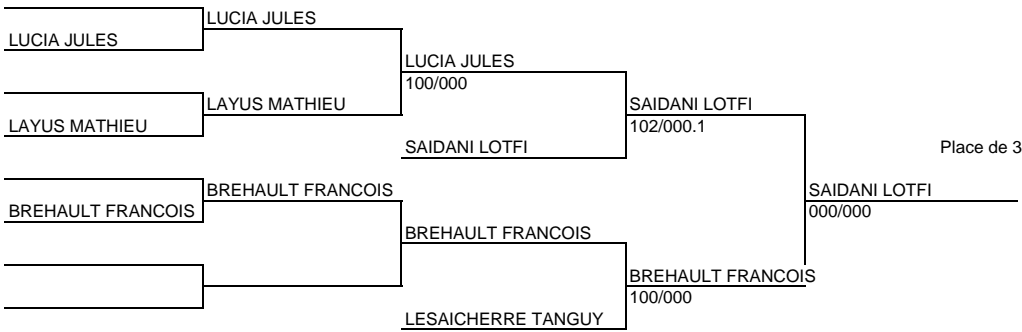 LUCIA JULES
LUCIA JULES
LUCIA JULES
100/000
LAYUS MATHIEU
LAYUS MATHIEU
SAIDANI LOTFI
102/000.1
SAIDANI LOTFI
Place de 3
BREHAULT FRANCOIS
BREHAULT FRANCOIS
SAIDANI LOTFI
000/000
BREHAULT FRANCOIS
BREHAULT FRANCOIS
100/000
LESAICHERRE TANGUY